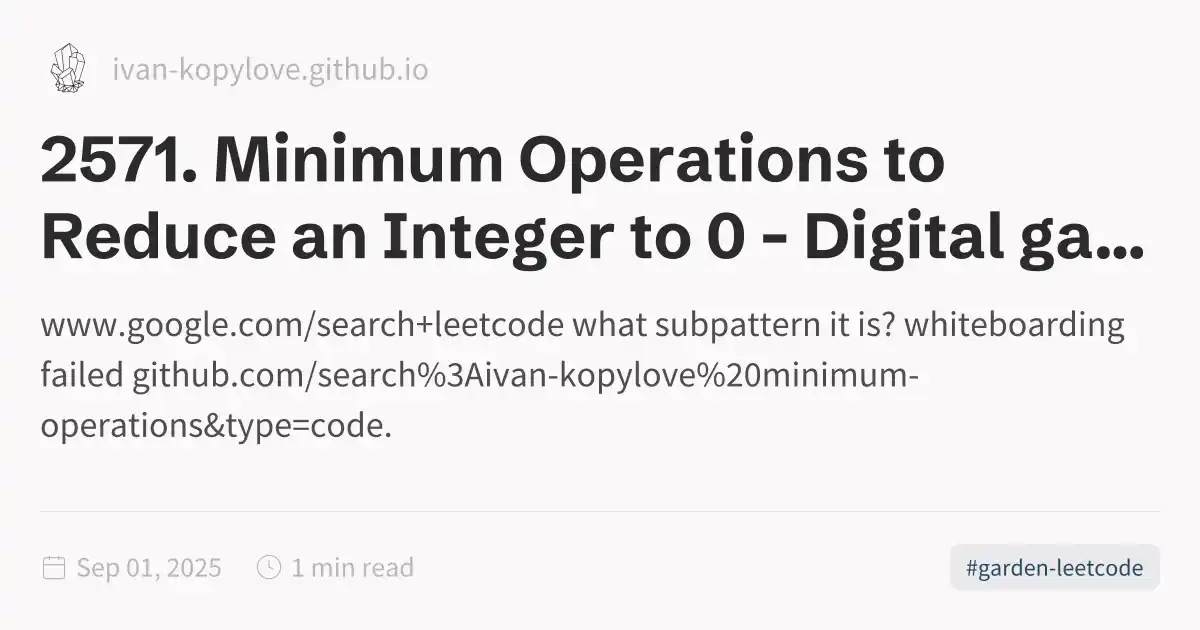 ivan-kopylove.github.io
2571. Minimum Operations to
Reduce an Integer to 0 - Digital ga...
www.google.com/search+leetcode what subpattern it is? whiteboarding
failed github.com/search%3Aivan-kopylove%20minimum-
operations&type=code.
Sep 01, 2025 1 min read #garden-leetcode